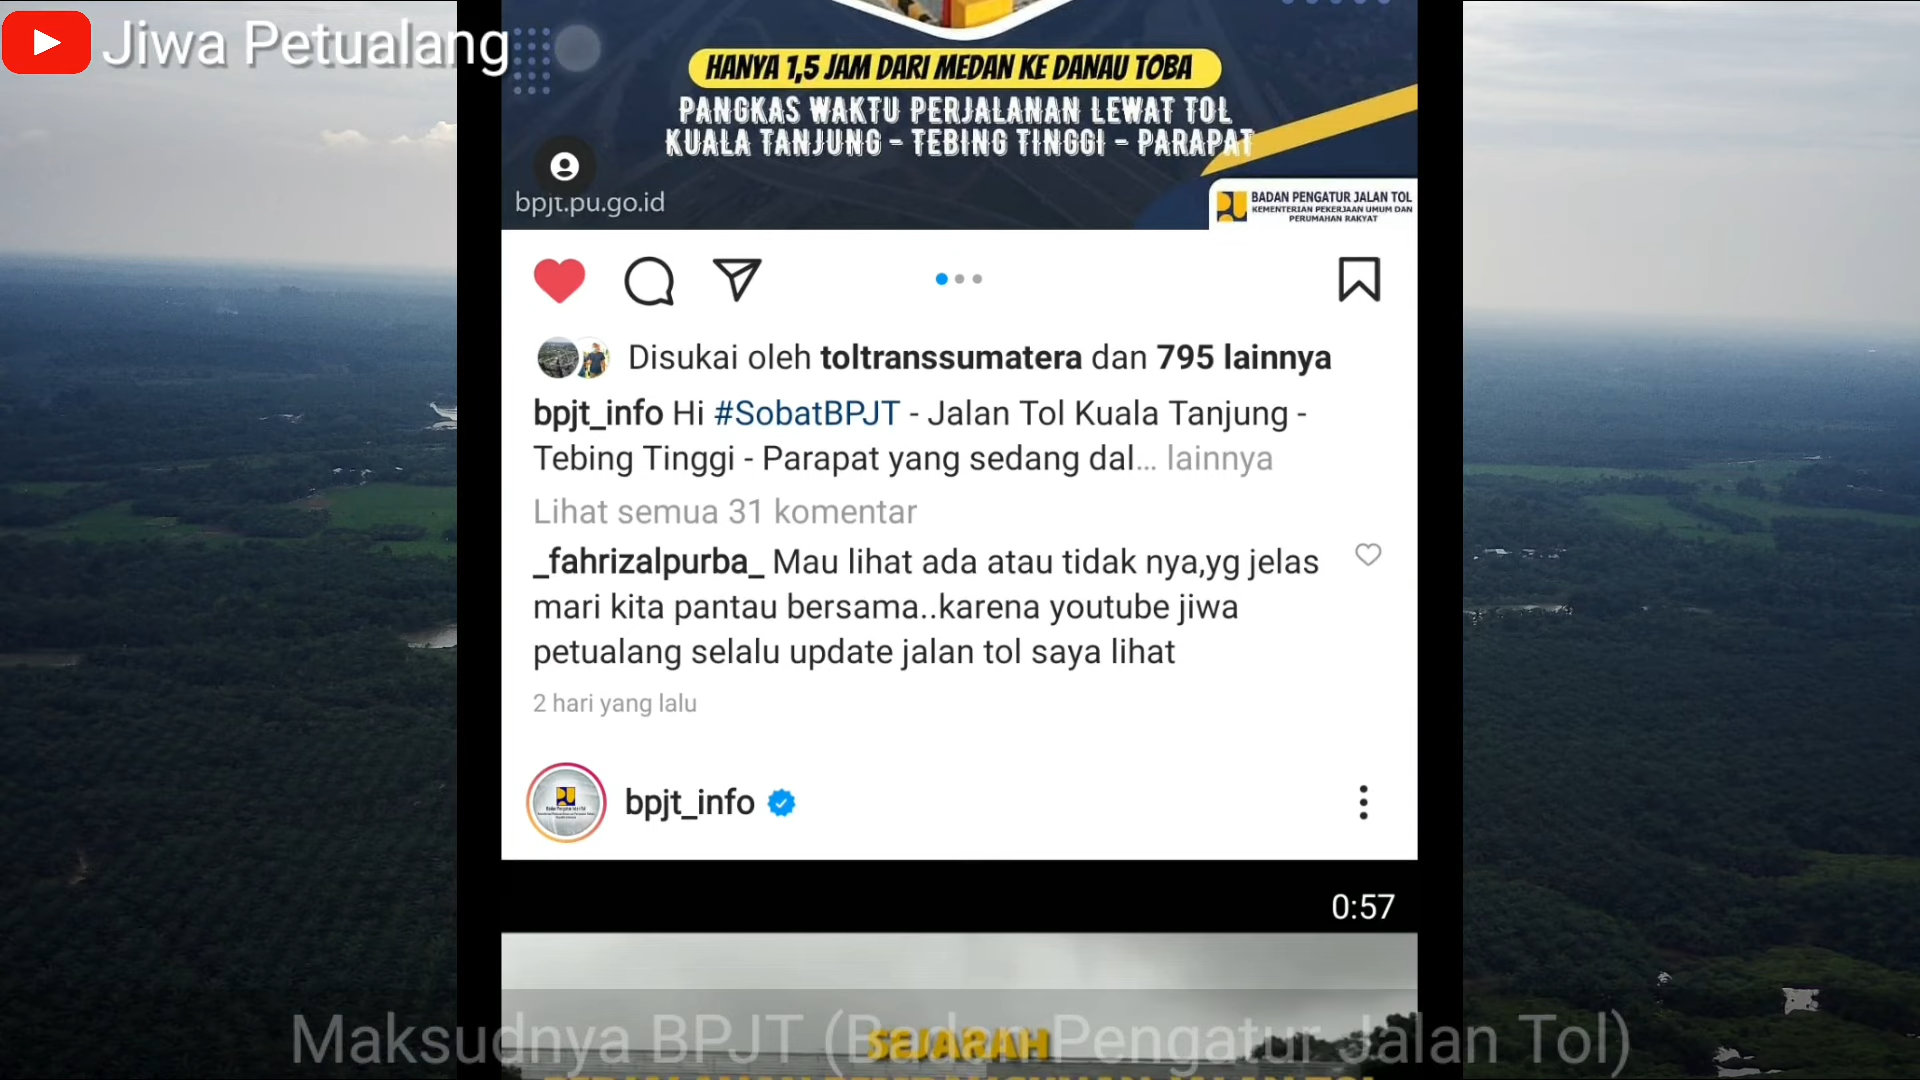 Jiwa Petualang
HANYA 1,5 JAM DARI MEDAN KE DANAU TOBA
PANGKAS WAKTU PERJALANAN LEWAT TOL
KUALA TANJUNG - TEBING TINGGI - PARAPAT
bpjt.pu.go.id
BADAN PENGATUR JALAN TOL
KEMENTERIAN PEKERJAAN UMUM DAN
PERUMAHAN RAKYAT
Disukai oleh toltranssumatera dan 795 lainnya
bpjt_info Hi #SobatBPJT - Jalan Tol Kuala Tanjung -
Tebing Tinggi - Parapat yang sedang dal... lainnya
Lihat semua 31 komentar
_fahrizalpurba_ Mau lihat ada atau tidak nya,yg jelas
mari kita pantau bersama..karena youtube jiwa
petualang selalu update jalan tol saya lihat
2 hari yang lalu
bpjt_info
0:57
SEJARAH
Maksudnya BPJT (Badan Pengatur Jalan Tol)